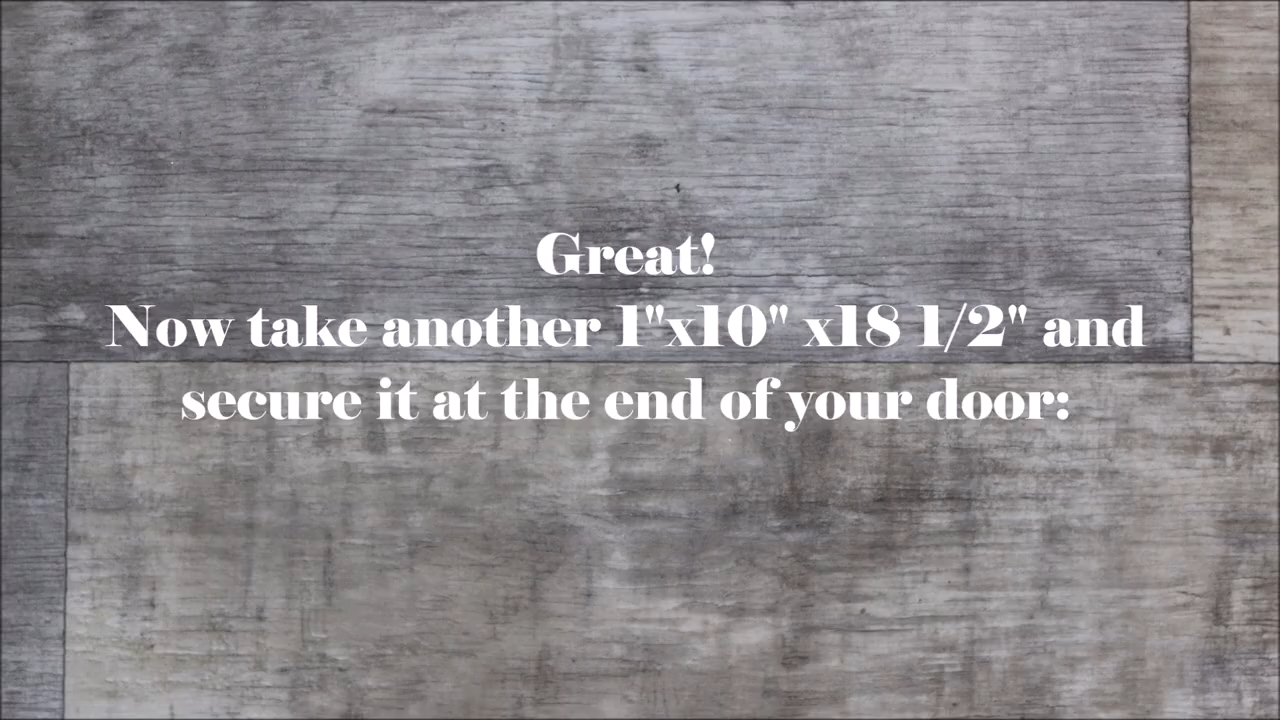 Great!
Now take another 1"x10" x18 1/2" and
secure it at the end of your door: